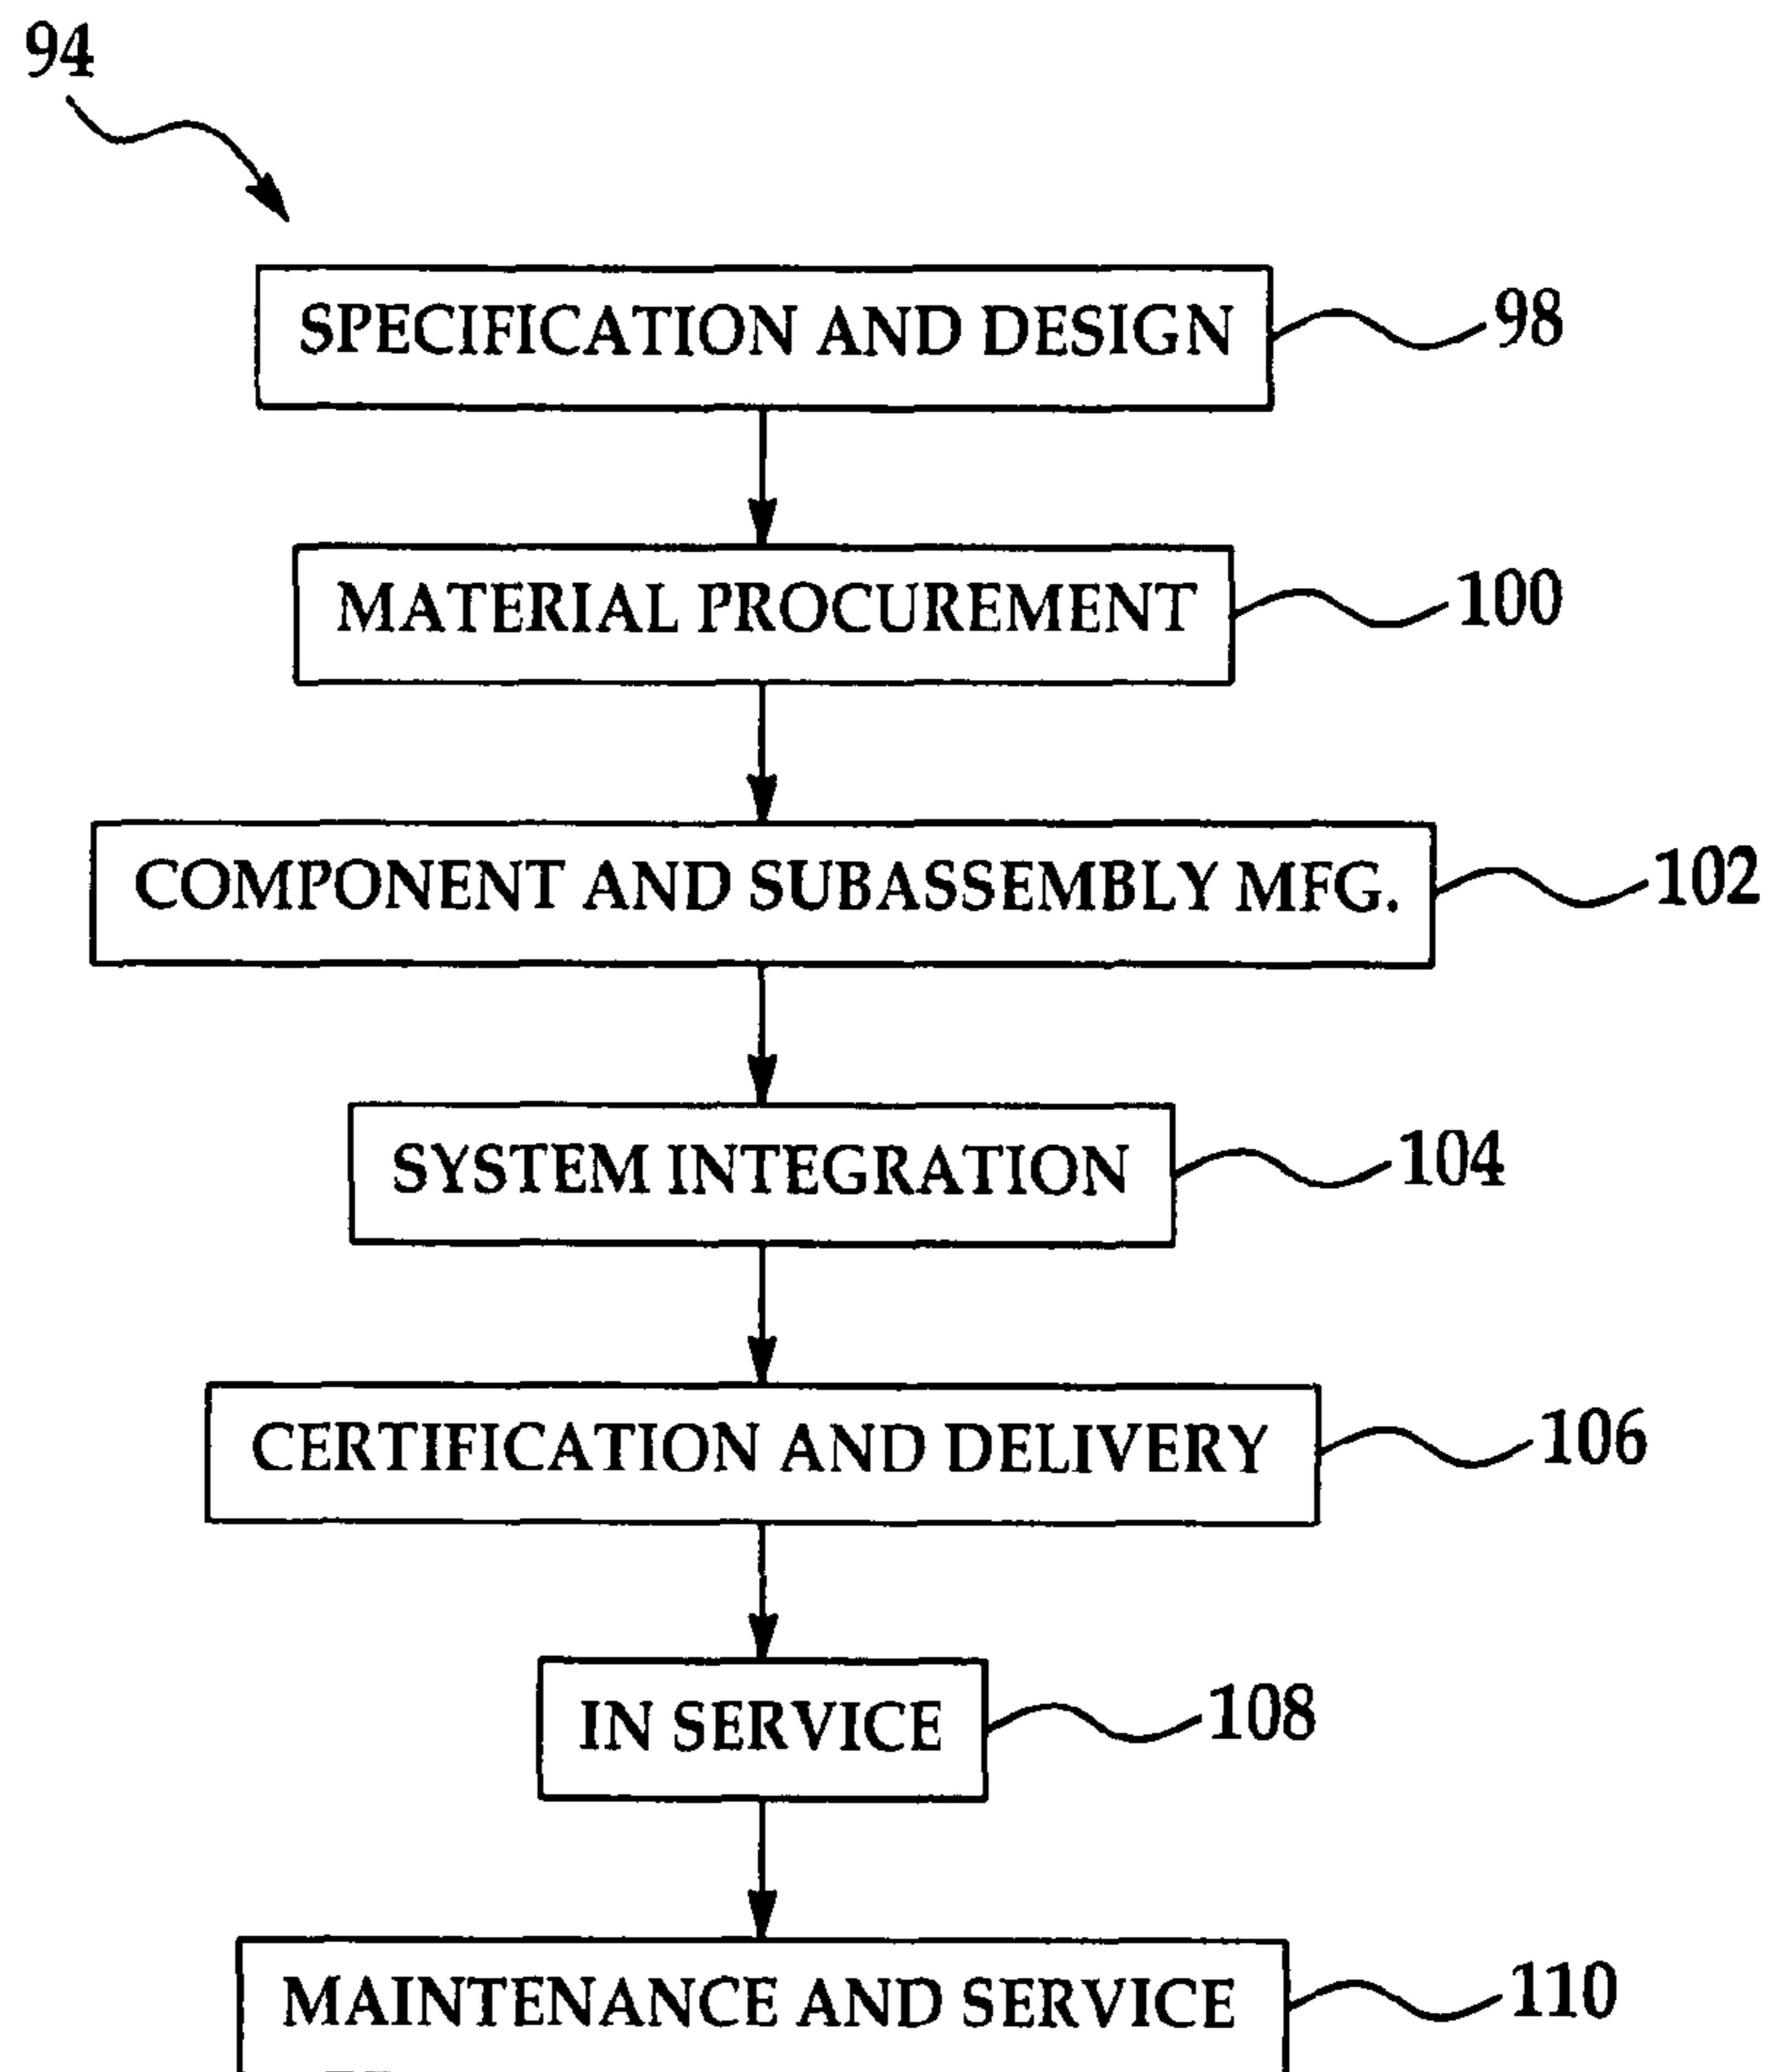 94
SPECIFICATION AND DESIGN 98
MATERIAL PROCUREMENT 100
COMPONENT AND SUBASSEMBLY MFG. 102
SYSTEM INTEGRATION 104
CERTIFICATION AND DELIVERY 106
IN SERVICE 108
MAINTENANCE AND SERVICE 110